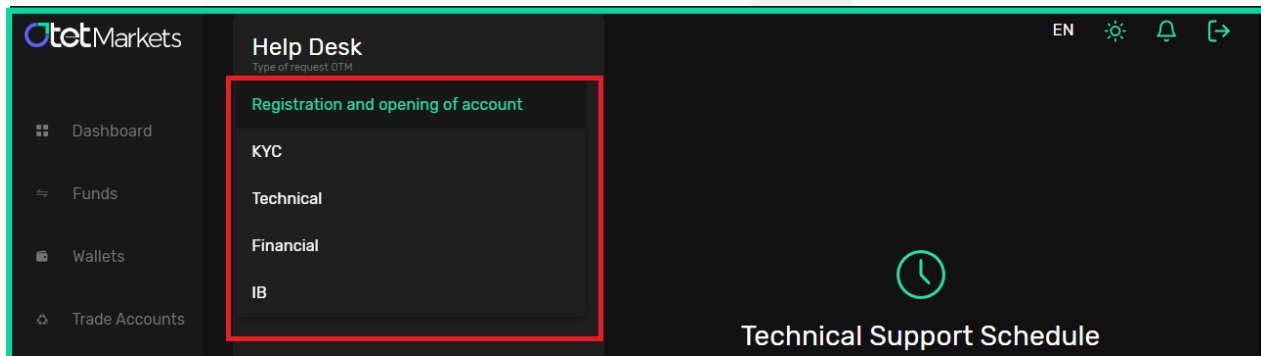 OtetMarkets
EN
Help Desk
Type of request OTM
Registration and opening of account
KYC
Technical
Financial
IB
Dashboard
Funds
Wallets
Trade Accounts
Technical Support Schedule